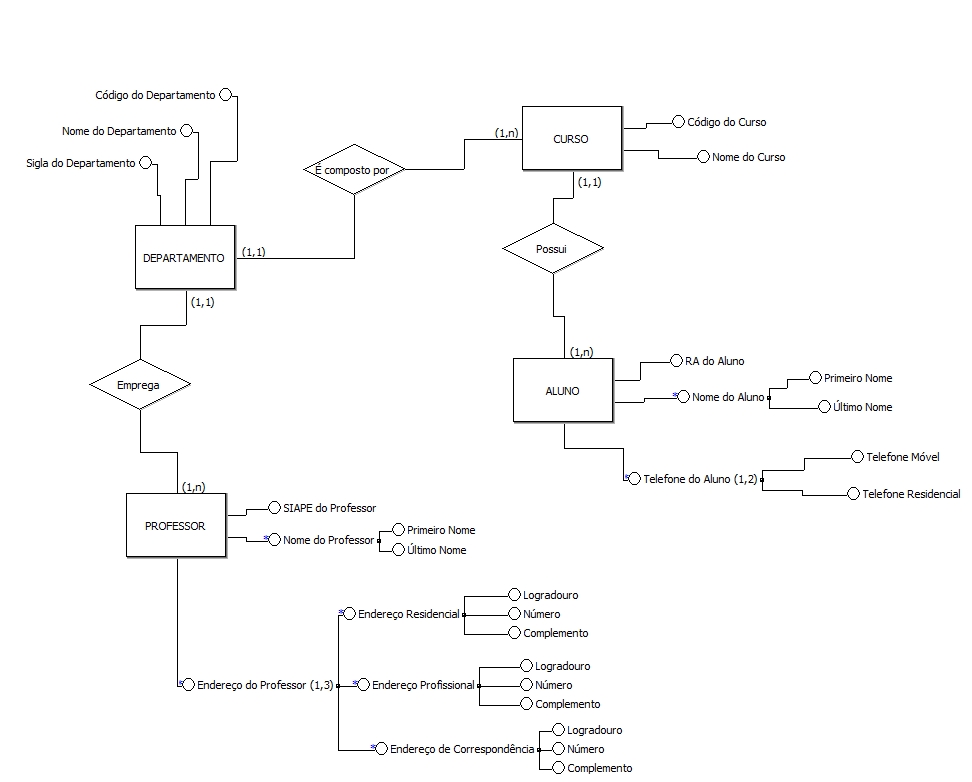 Código do Departamento
Nome do Departamento
Sigla do Departamento
DEPARTAMENTO
(1,1)
(1,1)
É composto por
(1,n)
CURSO
Código do Curso
Nome do Curso
(1,1)
Possui
(1,n)
ALUNO
RA do Aluno
Nome do Aluno
Primeiro Nome
Último Nome
Telefone do Aluno (1,2)
Telefone Móvel
Telefone Residencial
Emprega
(1,n)
PROFESSOR
SIAPE do Professor
Nome do Professor
Primeiro Nome
Último Nome
Endereço do Professor (1,3)
Endereço Residencial
Logradouro
Número
Complemento
Endereço Profissional
Logradouro
Número
Complemento
Endereço de Correspondência
Logradouro
Número
Complemento